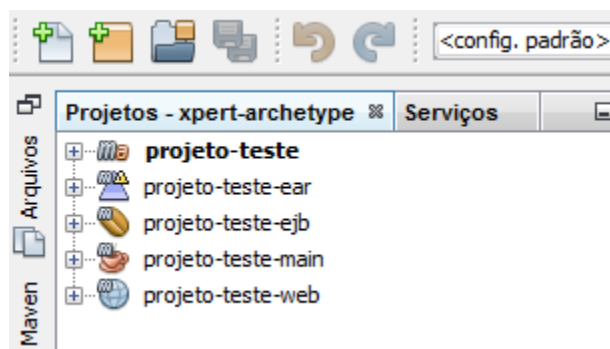 <config. padrão>
Projetos - xpert-archetype
Serviços
Arquivos
Maven
projeto-teste
projeto-teste-ear
projeto-teste-ejb
projeto-teste-main
projeto-teste-web